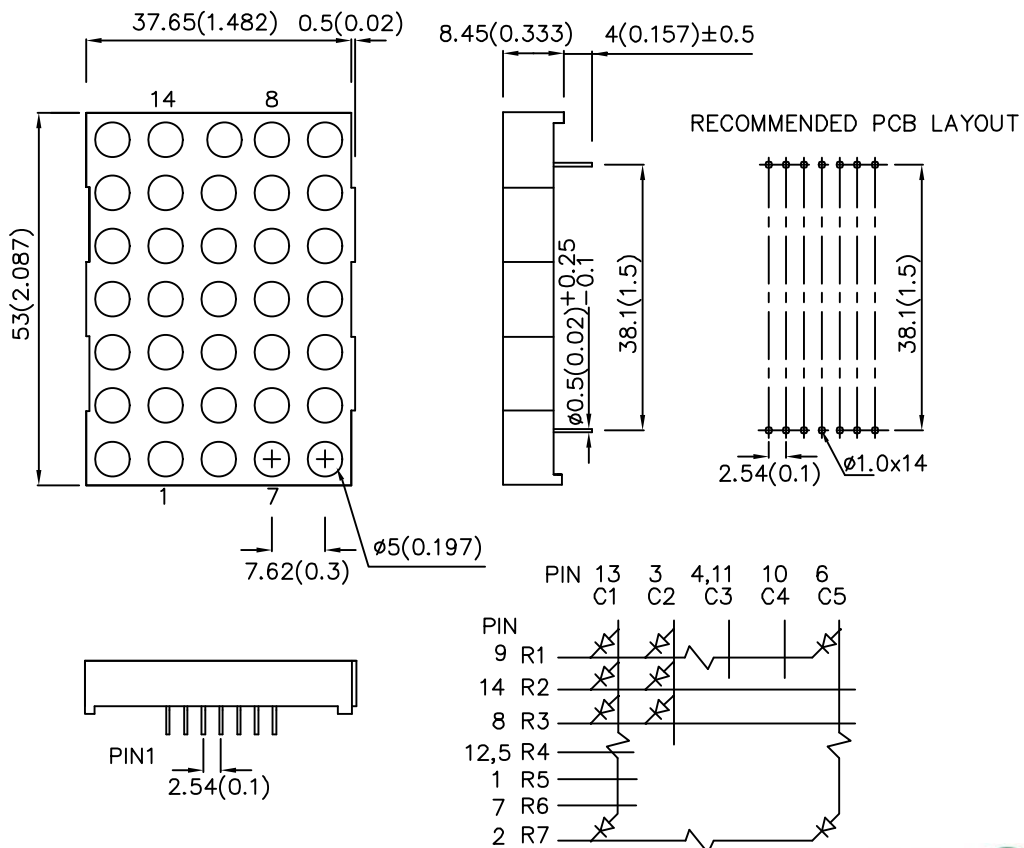 37.65(1.482)
0.5(0.02)
8.45(0.333)
4(0.157)±0.5
14
8
RECOMMENDED PCB LAYOUT
53(2.087)
ø0.5(0.02)+0.25
−0.1
38.1(1.5)
38.1(1.5)
2.54(0.1)
ø1.0x14
1
7
ø5(0.197)
7.62(0.3)
PIN 13 3 4,11 10 6
C1 C2 C3 C4 C5
PIN
9 R1
14 R2
8 R3
12,5 R4
1 R5
7 R6
2 R7
PIN1
2.54(0.1)